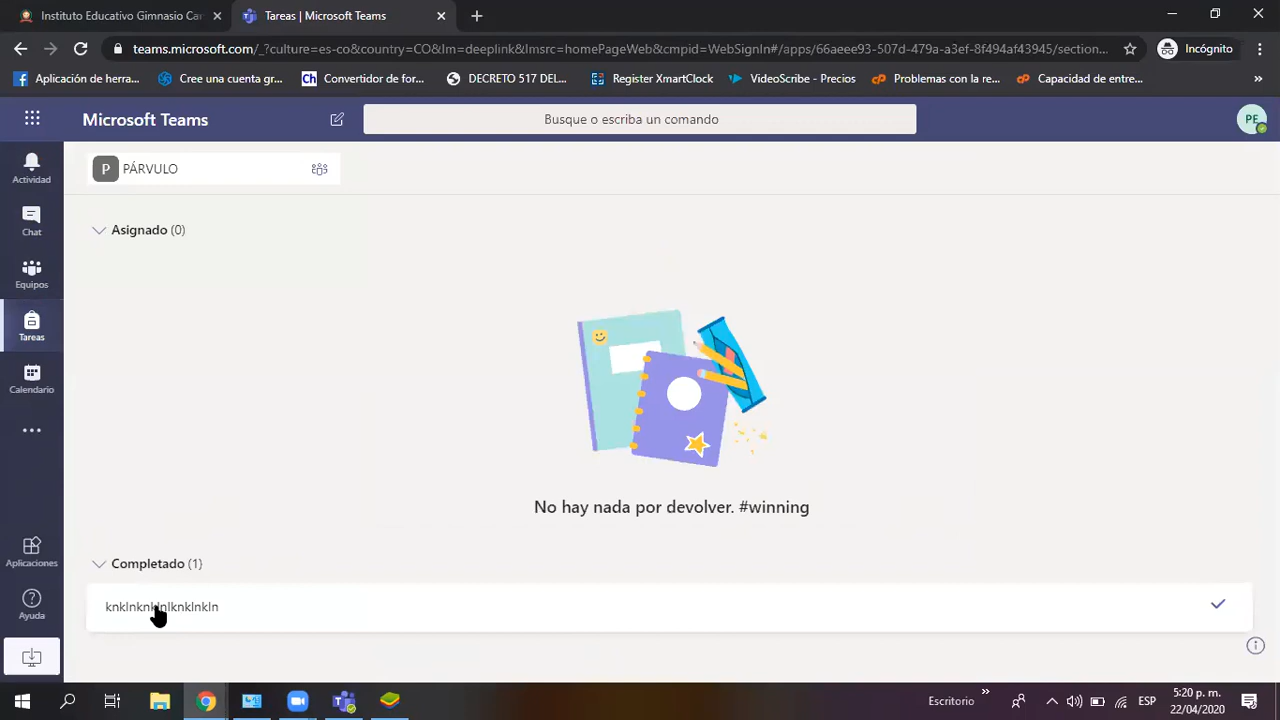 Instituto Educativo Gimnasio Car
Tareas | Microsoft Teams
teams.microsoft.com/_?culture=es-co&country=CO&lm=deeplink&lmsrc=homePageWeb&cmpid=WebSignIn#/apps/66aeee93-507d-479a-a3ef-8f494af43945/section...
Incógnito
Aplicación de herra...
Cree una cuenta gr...
Ch Convertidor de for...
DECRETO 517 DEL...
Register XmartClock
VideoScribe - Precios
Problemas con la re...
Capacidad de entre...
»
Microsoft Teams
Busque o escriba un comando
PE
Actividad
Chat
Equipos
Tareas
Calendario
Aplicaciones
Ayuda
P PÁRVULO
Asignado (0)
No hay nada por devolver. #winning
Completado (1)
Escritorio
ESP
5:20 p. m.
22/04/2020